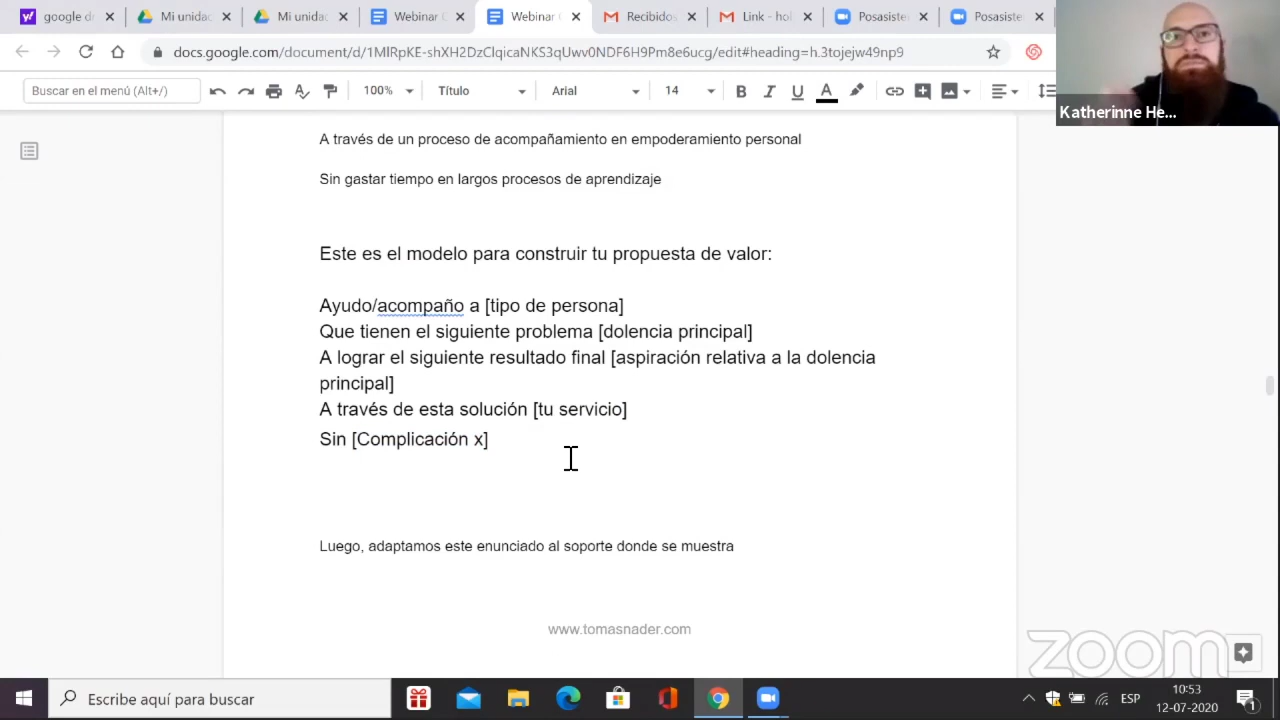 google d
Mi unida
Mi unida
Webinar
Webinar
Recibidos
Link - hol
Posasiste
Posasiste
docs.google.com/document/d/1MlRpKE-shXH2DzClqicaNKS3qUwv0NDF6H9Pm8e6ucg/edit#heading=h.3tojejw49np9
Buscar en el menú (Alt+/)
100%
Título
Arial
14
Katherinne He...
A través de un proceso de acompañamiento en empoderamiento personal
Sin gastar tiempo en largos procesos de aprendizaje
Este es el modelo para construir tu propuesta de valor:
Ayudo/acompaño a [tipo de persona]
Que tienen el siguiente problema [dolencia principal]
A lograr el siguiente resultado final [aspiración relativa a la dolencia
principal]
A través de esta solución [tu servicio]
Sin [Complicación x]
Luego, adaptamos este enunciado al soporte donde se muestra
www.tomasnader.com
zoom
Escribe aquí para buscar
ESP
10:53
12-07-2020
1